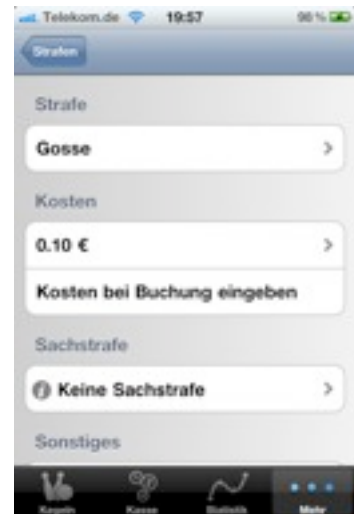 Telekom.de 19:57 98 %
Strafen
Strafe
Gosse
Kosten
0.10 €
Kosten bei Buchung eingeben
Sachstrafe
Keine Sachstrafe
Sonstiges
Kegeln Kasse Statistik Mehr